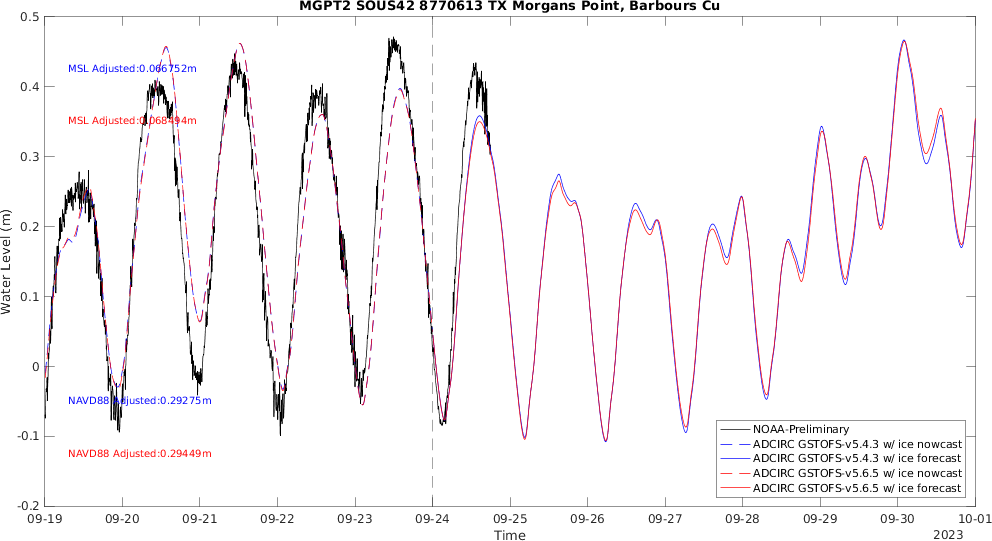 MGPT2 SOUS42 8770613 TX Morgans Point, Barbours Cu
0.5
0.4
0.3
0.2
0.1
0
-0.1
-0.2
Water Level (m)
MSL Adjusted:0.066752m
MSL Adjusted:0.068494m
NAVD88 Adjusted:0.29275m
NAVD88 Adjusted:0.29449m
NOAA-Preliminary
ADCIRC GSTOFS-v5.4.3 w/ ice nowcast
ADCIRC GSTOFS-v5.4.3 w/ ice forecast
ADCIRC GSTOFS-v5.6.5 w/ ice nowcast
ADCIRC GSTOFS-v5.6.5 w/ ice forecast
09-19 09-20 09-21 09-22 09-23 09-24 09-25 09-26 09-27 09-28 09-29 09-30 10-01
Time
2023